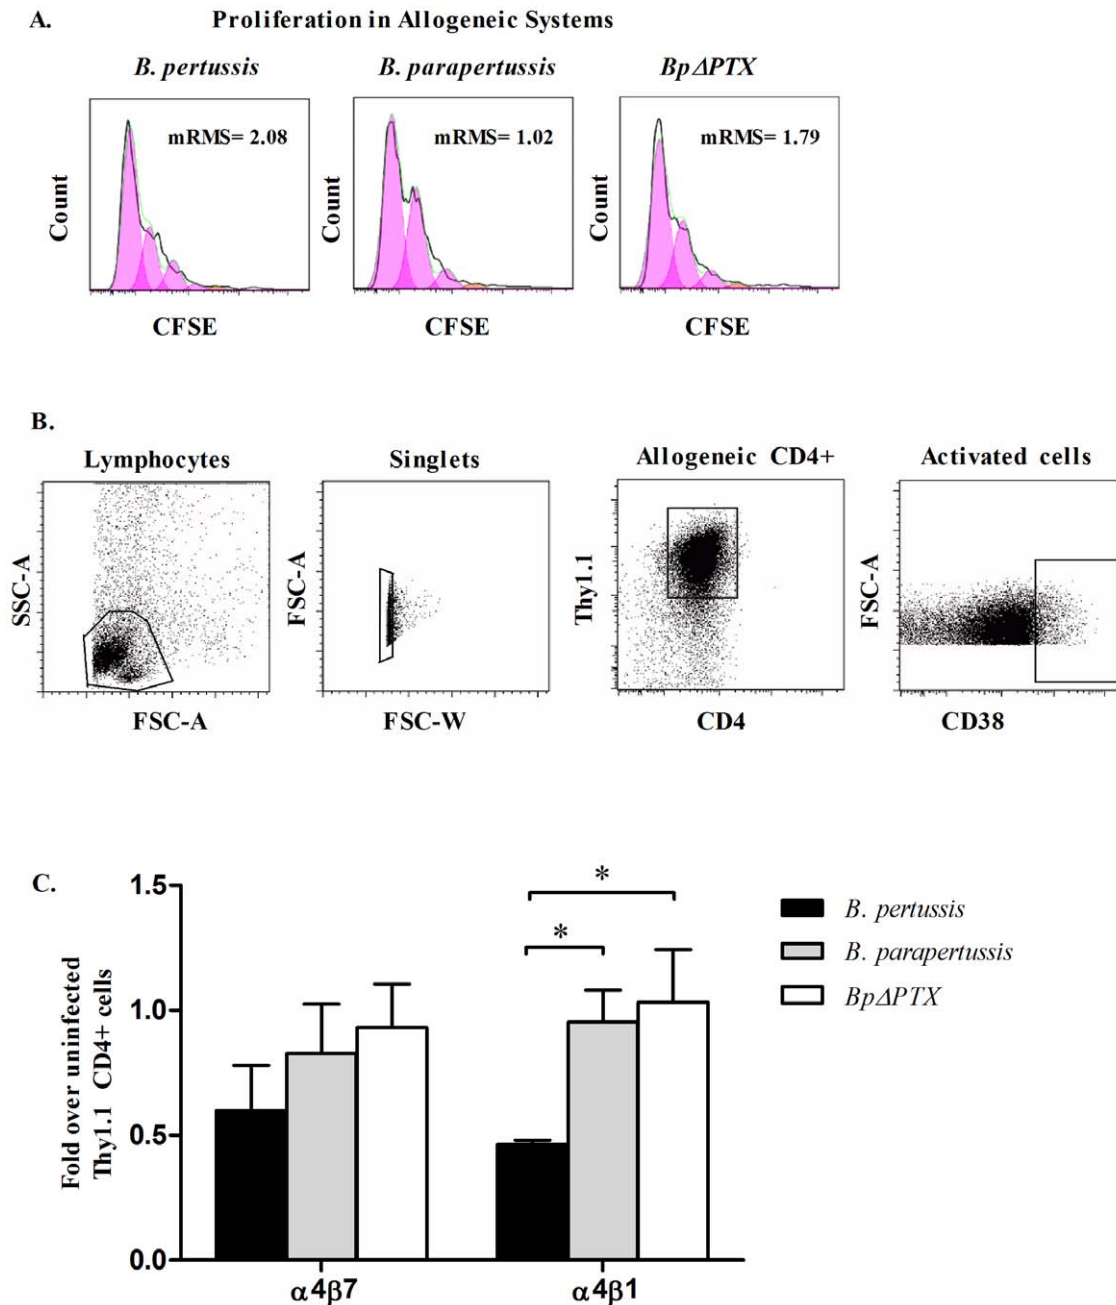 A.
Proliferation in Allogeneic Systems
B. pertussis
B. parapertussis
BpΔPTX
mRMS= 2.08
mRMS= 1.02
mRMS= 1.79
Count
Count
Count
CFSE
CFSE
CFSE
B.
Lymphocytes
Singlets
Allogeneic CD4+
Activated cells
SSC-A
FSC-A
Thy1.1
FSC-A
FSC-A
FSC-W
CD4
CD38
C.
Fold over uninfected
Thy1.1 CD4+ cells
1.5
1.0
0.5
0.0
*
*
α4β7
α4β1
B. pertussis
B. parapertussis
BpΔPTX